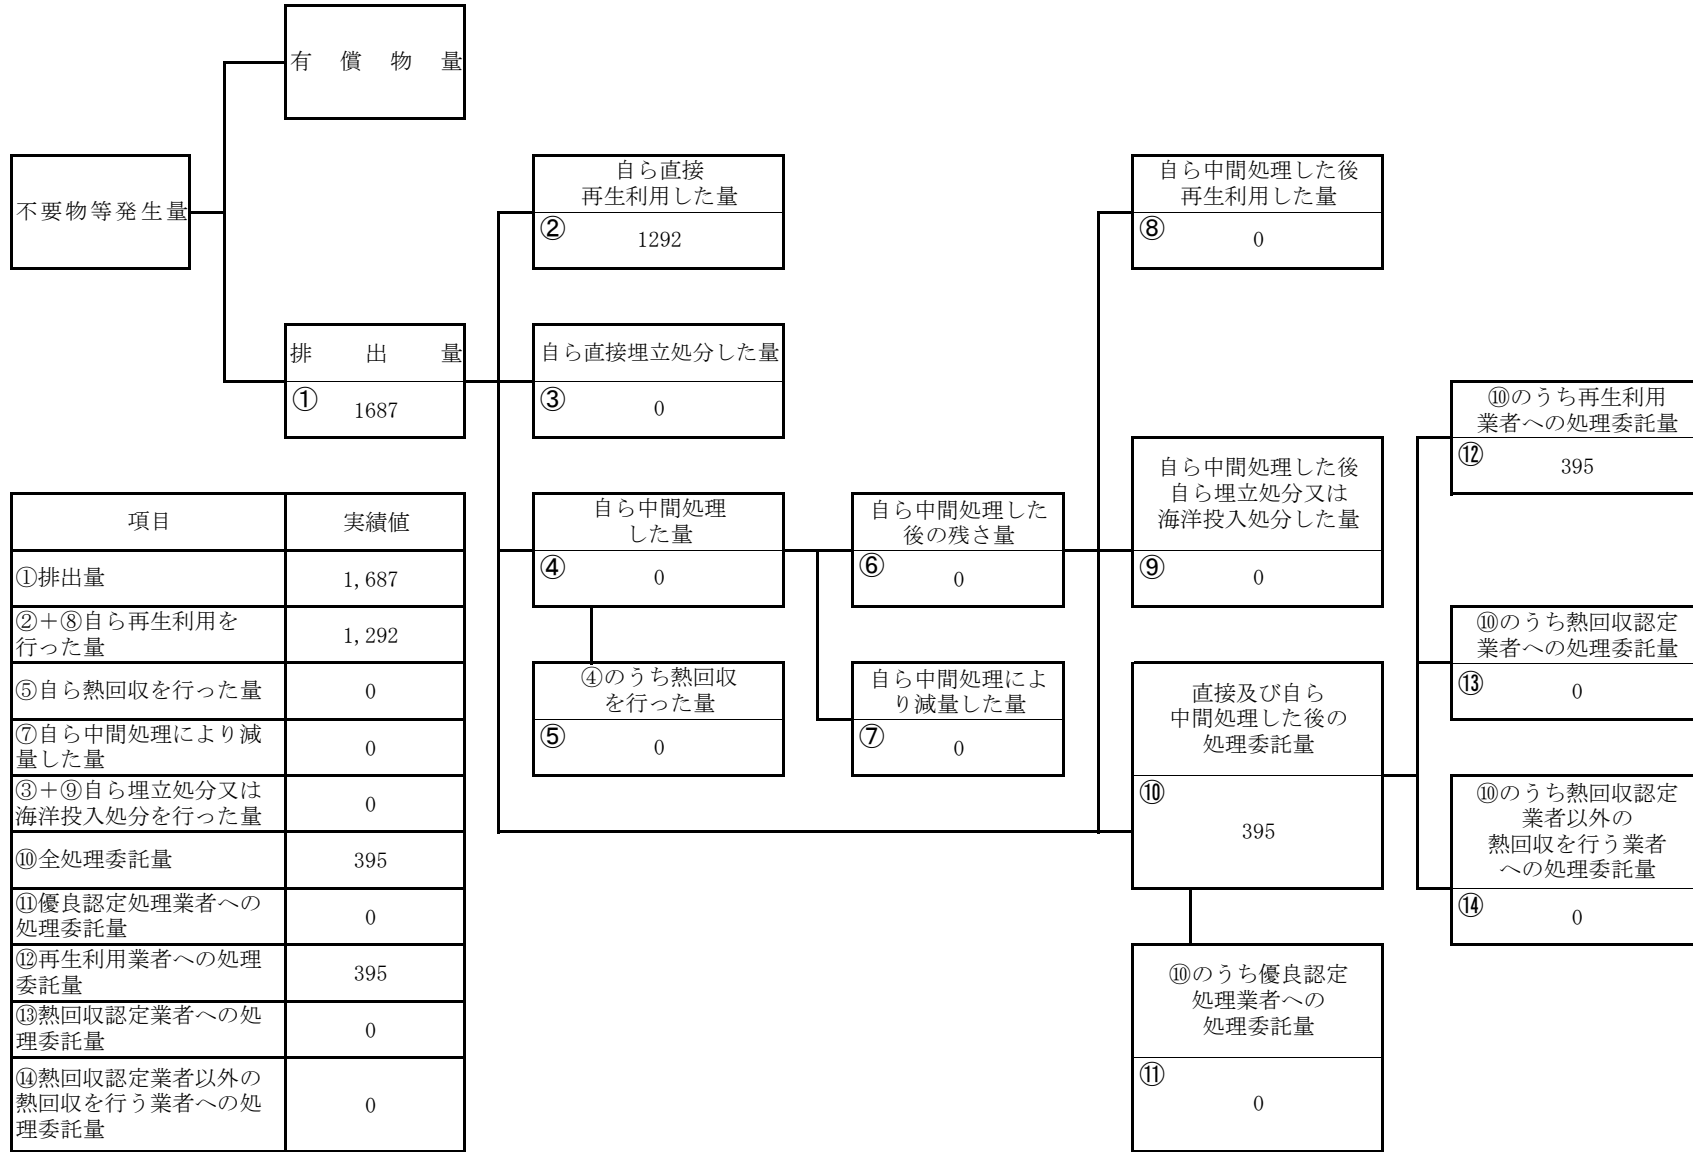 有償物量
不要物等発生量
排出量
①
1687
自ら直接
再生利用した量
②
1292
自ら直接埋立処分した量
③
0
自ら中間処理
した量
④
0
④のうち熱回収
を行った量
⑤
0
自ら中間処理した
後の残さ量
⑥
0
自ら中間処理によ
り減量した量
⑦
0
自ら中間処理した後
再生利用した量
⑧
0
自ら中間処理した後
自ら埋立処分又は
海洋投入処分した量
⑨
0
直接及び自ら
中間処理した後の
処理委託量
⑩
395
⑩のうち優良認定
処理業者への
処理委託量
⑪
0
⑩のうち再生利用
業者への処理委託量
⑫
395
⑩のうち熱回収認定
業者への処理委託量
⑬
0
⑩のうち熱回収認定
業者以外の
熱回収を行う業者
への処理委託量
⑭
0
項目 実績値
①排出量 1,687
②＋⑧自ら再生利用を
行った量 1,292
⑤自ら熱回収を行った量 0
⑦自ら中間処理により減
量した量 0
③＋⑨自ら埋立処分又は
海洋投入処分を行った量 0
⑩全処理委託量 395
⑪優良認定処理業者への
処理委託量 0
⑫再生利用業者への処理
委託量 395
⑬熱回収認定業者への処
理委託量 0
⑭熱回収認定業者以外の
熱回収を行う業者への処 0
理委託量